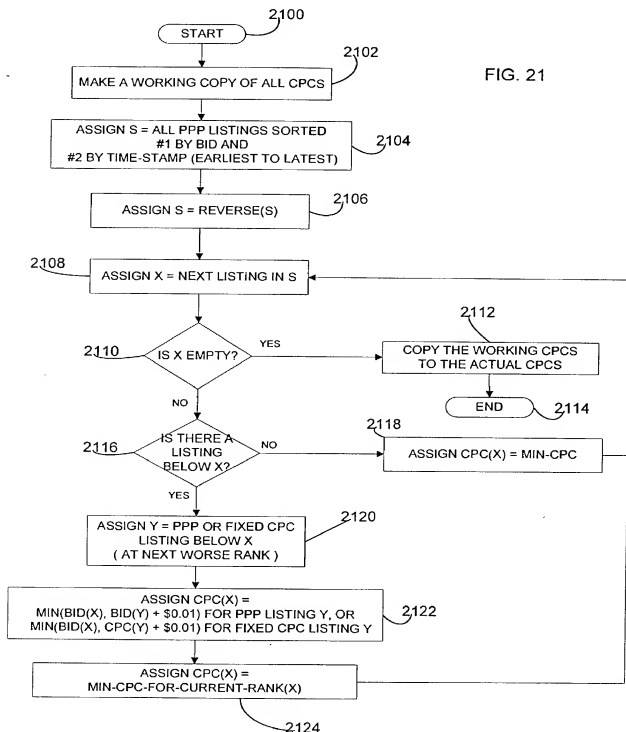 2100
START
2102
MAKE A WORKING COPY OF ALL CPCS
FIG. 21
ASSIGN S = ALL PPP LISTINGS SORTED
#1 BY BID AND
#2 BY TIME-STAMP (EARLIEST TO LATEST)
2104
ASSIGN S = REVERSE(S)
2106
2108
ASSIGN X = NEXT LISTING IN S
2110
IS X EMPTY?
YES
NO
2112
COPY THE WORKING CPCS
TO THE ACTUAL CPCS
END
2114
2116
IS THERE A
LISTING
BELOW X?
NO
YES
2118
ASSIGN CPC(X) = MIN-CPC
ASSIGN Y = PPP OR FIXED CPC
LISTING BELOW X
( AT NEXT WORSE RANK )
2120
ASSIGN CPC(X) =
MIN(BID(X), BID(Y) + $0.01) FOR PPP LISTING Y, OR
MIN(BID(X), CPC(Y) + $0.01) FOR FIXED CPC LISTING Y
2122
ASSIGN CPC(X) =
MIN-CPC-FOR-CURRENT-RANK(X)
2124